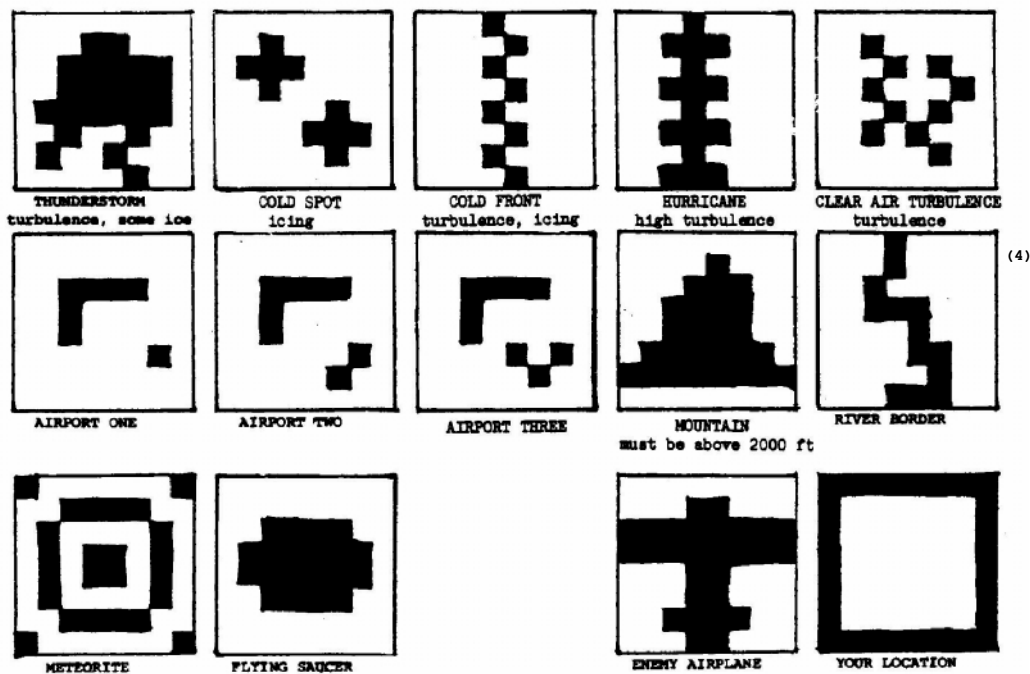 THUNDERSTORM
turbulence, some ice
COLD SPOT
icing
COLD FRONT
turbulence, icing
HURRICANE
high turbulence
CLEAR AIR TURBULENCE
turbulence
(4)
AIRPORT ONE
AIRPORT TWO
AIRPORT THREE
MOUNTAIN
must be above 2000 ft
RIVER BORDER
METEORITE
FLYING SAUCER
ENEMY AIRPLANE
YOUR LOCATION